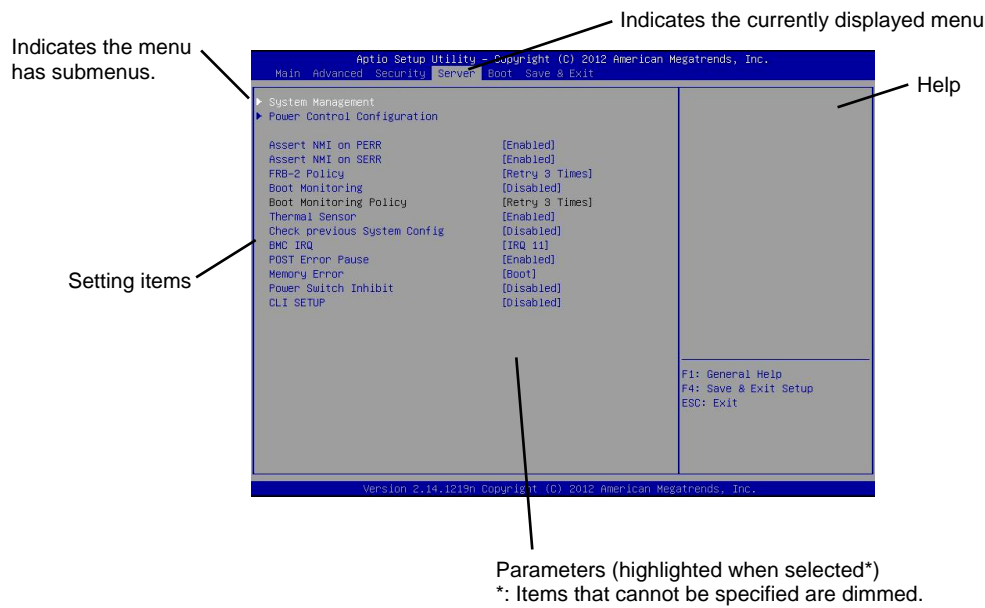 Indicates the currently displayed menu
Indicates the menu
has submenus.
Aptio Setup Utility – Copyright (C) 2012 American Megatrends, Inc.
Main Advanced Security Server Boot Save & Exit
Help
System Management
Power Control Configuration
Assert NMI on PERR [Enabled]
Assert NMI on SERR [Enabled]
FRB-2 Policy [Retry 3 Times]
Boot Monitoring [Disabled]
Boot Monitoring Policy [Retry 3 Times]
Thermal Sensor [Enabled]
Check previous System Config [Disabled]
BMC IRQ [IRQ 11]
POST Error Pause [Enabled]
Memory Error [Boot]
Power Switch Inhibit [Disabled]
CLI SETUP [Disabled]
Setting items
F1: General Help
F4: Save & Exit Setup
ESC: Exit
Version 2.14.1219n Copyright (C) 2012 American Megatrends, Inc.
Parameters (highlighted when selected*)
*: Items that cannot be specified are dimmed.